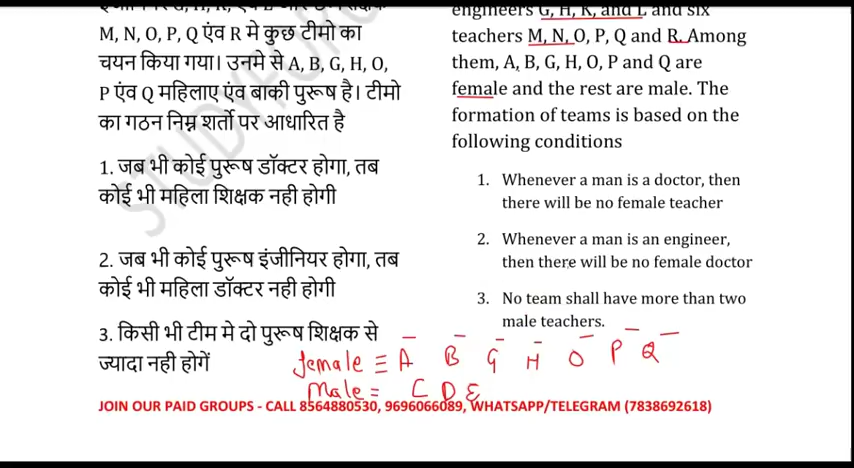 M, N, O, P, Q एंव R मे कुछ टीमो का
चयन किया गया। उनमे से A, B, G, H, O,
P एंव Q महिलाए एंव बाकी पुरूष है। टीमो
का गठन निम्न शर्तो पर आधारित है
1. जब भी कोई पुरूष डॉक्टर होगा, तब
कोई भी महिला शिक्षक नही होगी
2. जब भी कोई पुरूष इंजीनियर होगा, तब
कोई भी महिला डॉक्टर नही होगी
3. किसी भी टीम मे दो पुरूष शिक्षक से
ज्यादा नही होगें
engineers G, H, K, and L and six
teachers M, N, O, P, Q and R. Among
them, A, B, G, H, O, P and Q are
female and the rest are male. The
formation of teams is based on the
following conditions
1. Whenever a man is a doctor, then
there will be no female teacher
2. Whenever a man is an engineer,
then there will be no female doctor
3. No team shall have more than two
male teachers.
female = A B G H O P Q
Male = C D E
JOIN OUR PAID GROUPS - CALL 8564880530, 9696066089, WHATSAPP/TELEGRAM (7838692618)